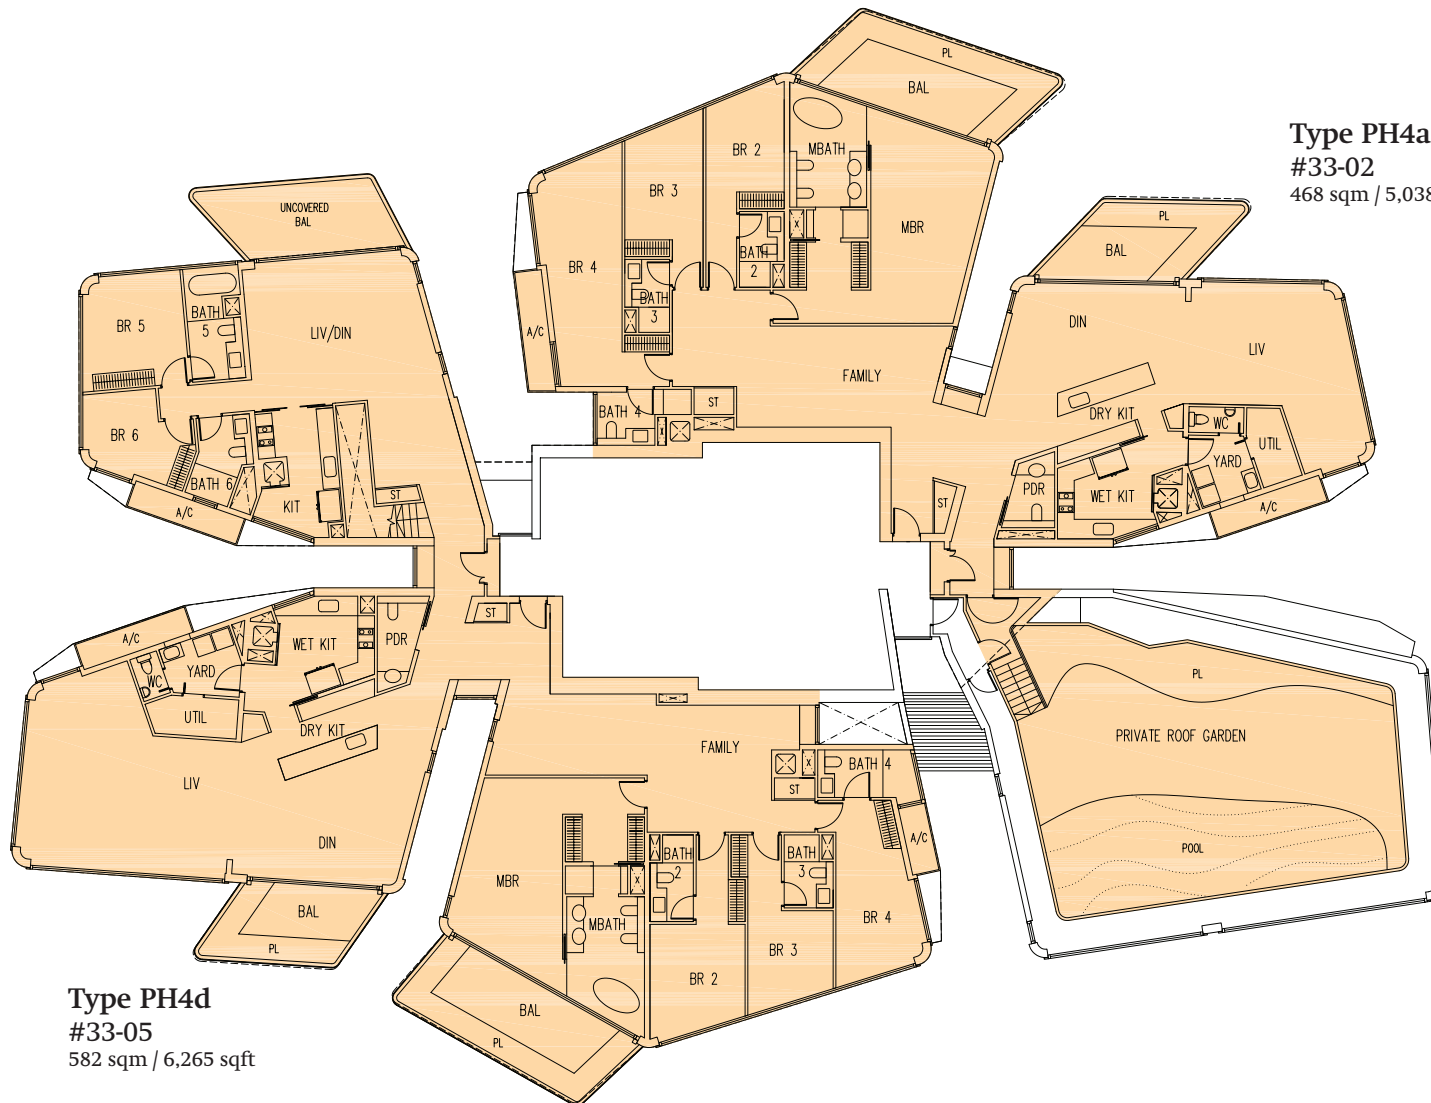 PL
BAL
Type PH4a
#33-02
468 sqm / 5,038
BR 2
MBATH
BR 3
MBR
UNCOVERED
BAL
PL
BAL
BR 4
BATH
2
BATH
3
A/C
BR 5
BATH
5
LIV/DIN
DIN
LIV
FAMILY
ST
BATH 4
DRY KIT
WC
UTIL
YARD
BR 6
BATH 6
KIT
ST
A/C
PDR
WET KIT
ST
A/C
A/C
WET KIT
PDR
ST
YARD
WC
UTIL
DRY KIT
LIV
DIN
PL
PRIVATE ROOF GARDEN
POOL
FAMILY
X
BATH 4
ST
A/C
MBR
BATH
2
BATH
3
X
MBATH
BR 4
BR 3
BR 2
BAL
PL
BAL
PL
Type PH4d
#33-05
582 sqm / 6,265 sqft